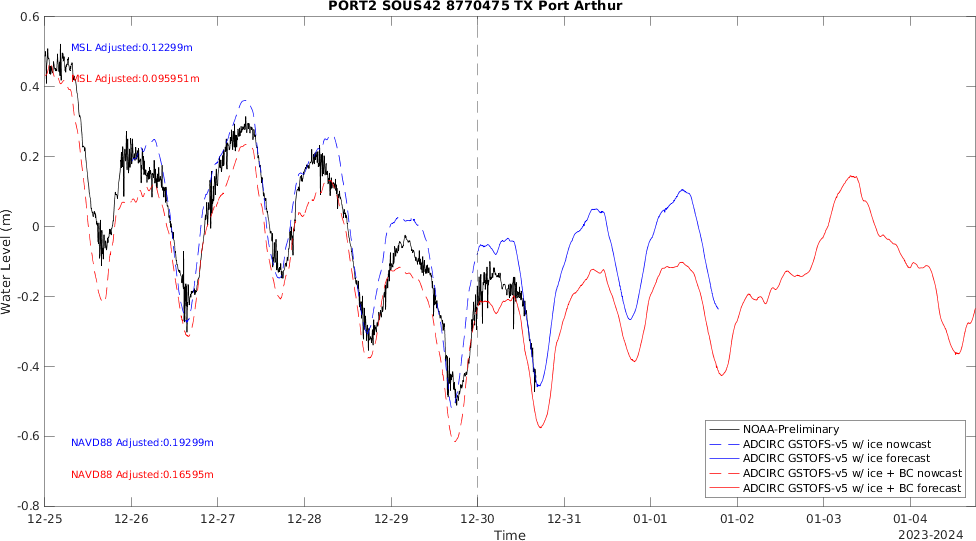 PORT2 SOUS42 8770475 TX Port Arthur
0.6
MSL Adjusted:0.12299m
MSL Adjusted:0.095951m
0.4
0.2
0
-0.2
-0.4
-0.6
-0.8
Water Level (m)
NAVD88 Adjusted:0.19299m
NAVD88 Adjusted:0.16595m
NOAA-Preliminary
ADCIRC GSTOFS-v5 w/ ice nowcast
ADCIRC GSTOFS-v5 w/ ice forecast
ADCIRC GSTOFS-v5 w/ ice + BC nowcast
ADCIRC GSTOFS-v5 w/ ice + BC forecast
12-25 12-26 12-27 12-28 12-29 12-30 12-31 01-01 01-02 01-03 01-04
Time
2023-2024